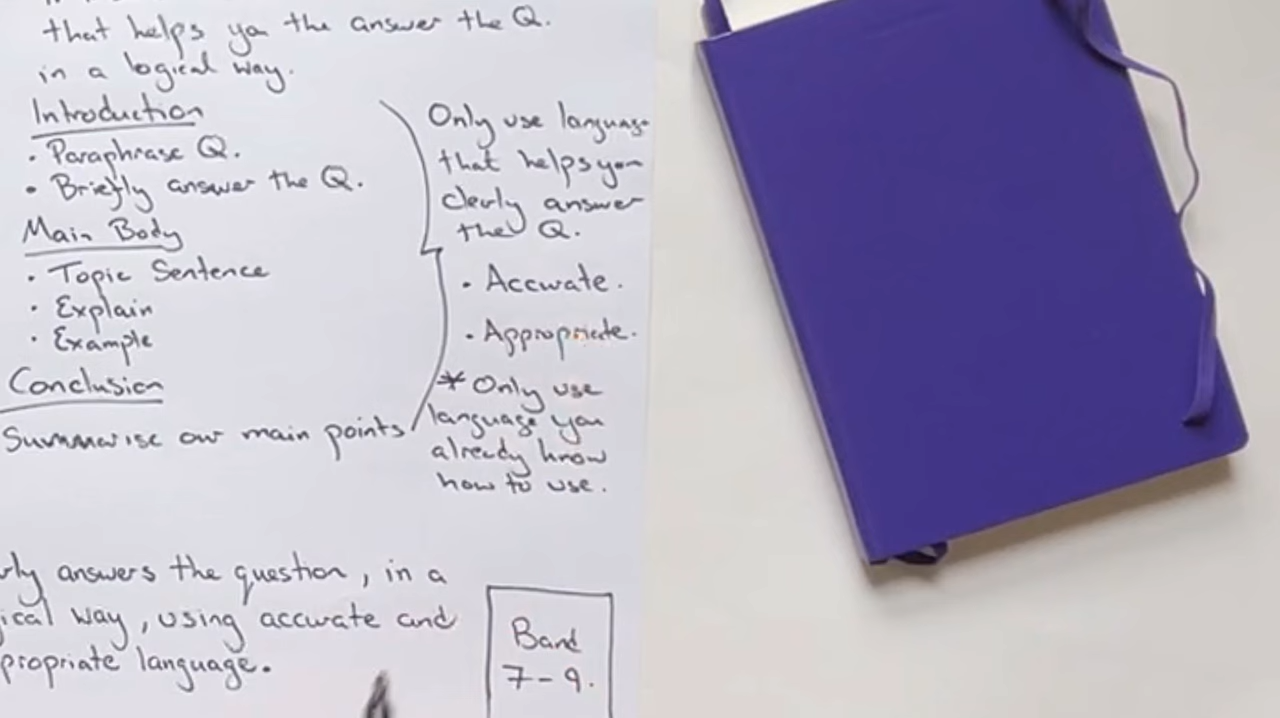 that helps you the answer the Q.
in a logical way.
Introduction
• Paraphrase Q.
• Briefly answer the Q.
Main Body
• Topic Sentence
• Explain
• Example
Conclusion
Summarise our main points
Only use language
that helps you
clearly answer
the Q.
• Accurate.
• Appropriate.
* Only use
language you
already know
how to use.
rly answers the question, in a
ical way, using accurate and
propriate language.
Band
7-9.